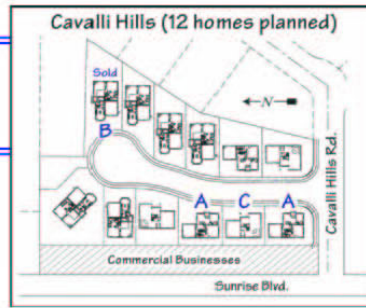 Cavalli Hills (12 homes planned)
Sold
N
B
Cavalli Hills Rd.
A C A
Commercial Businesses
Sunrise Blvd.